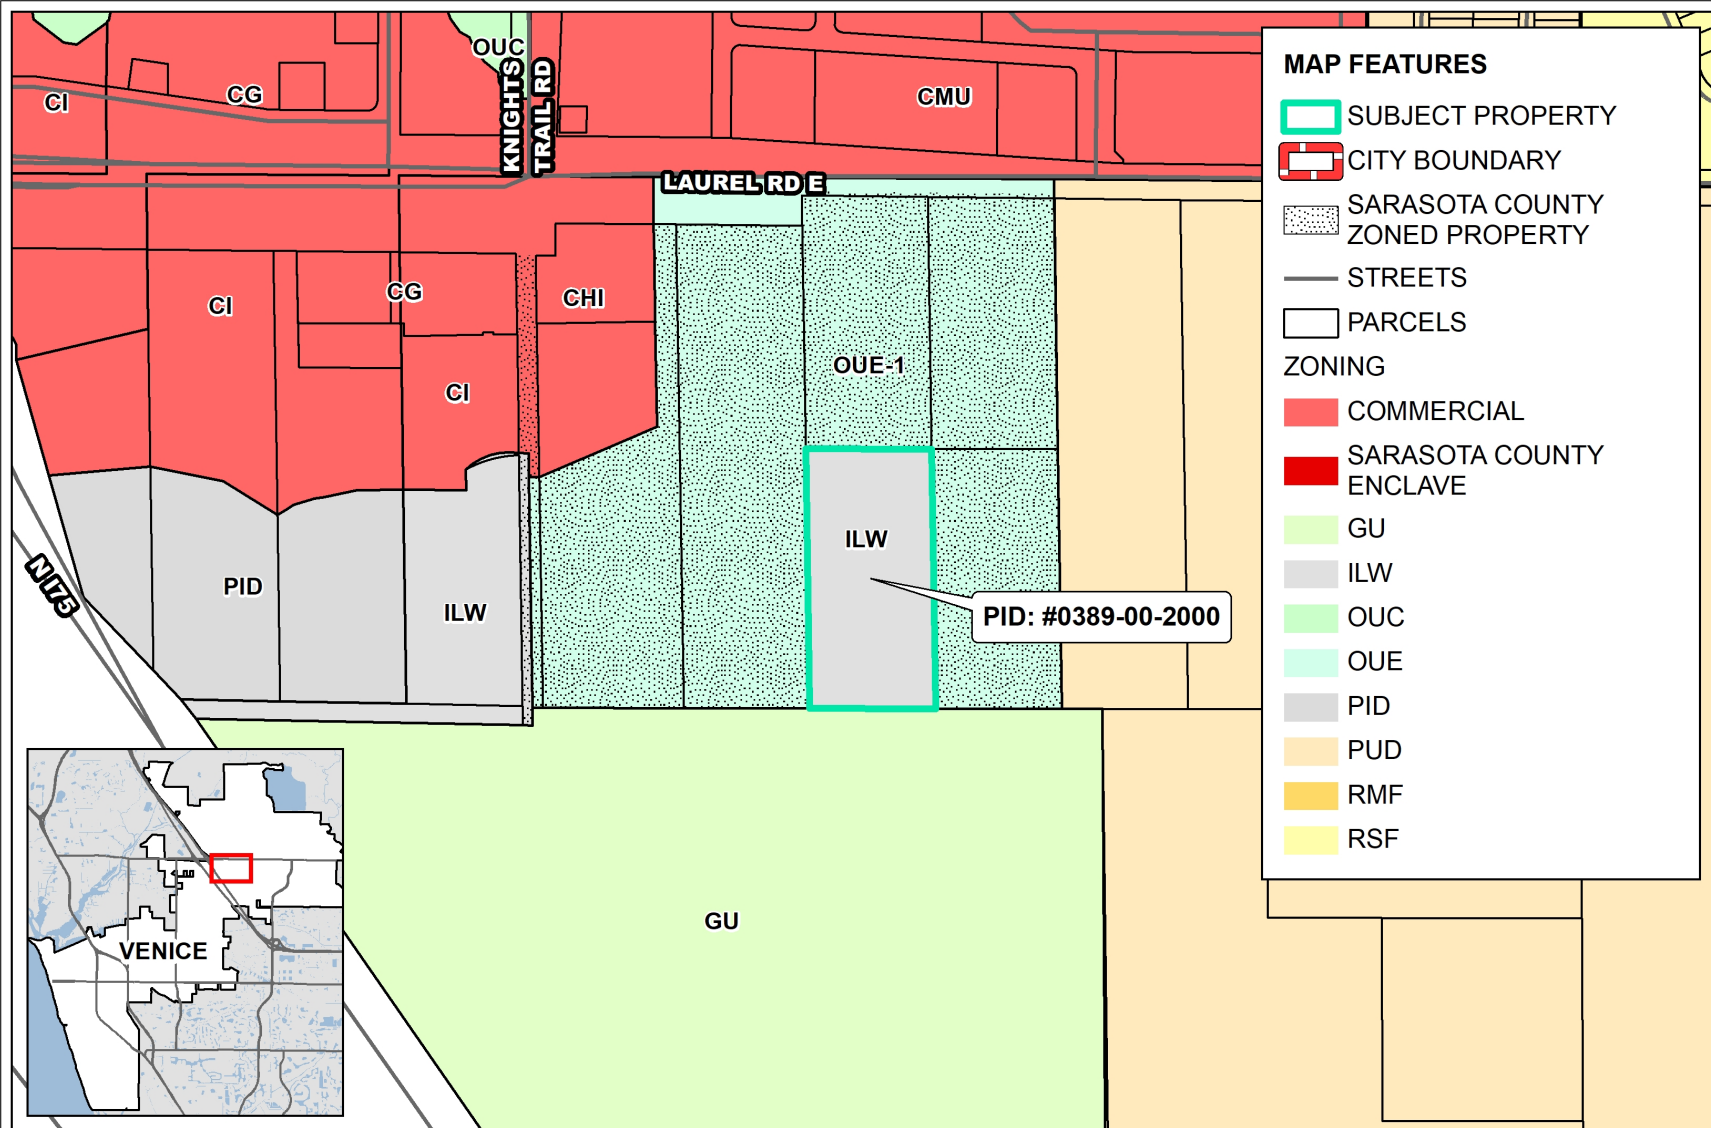 OUC
KNIGHTS
TRAIL RD
CI
CG
CMU
LAUREL RD E
CI
CG
CHI
CI
OUE-1
ILW
PID
ILW
N I75
PID: #0389-00-2000
GU
VENICE
MAP FEATURES
SUBJECT PROPERTY
CITY BOUNDARY
SARASOTA COUNTY
ZONED PROPERTY
STREETS
PARCELS
ZONING
COMMERCIAL
SARASOTA COUNTY
ENCLAVE
GU
ILW
OUC
OUE
PID
PUD
RMF
RSF